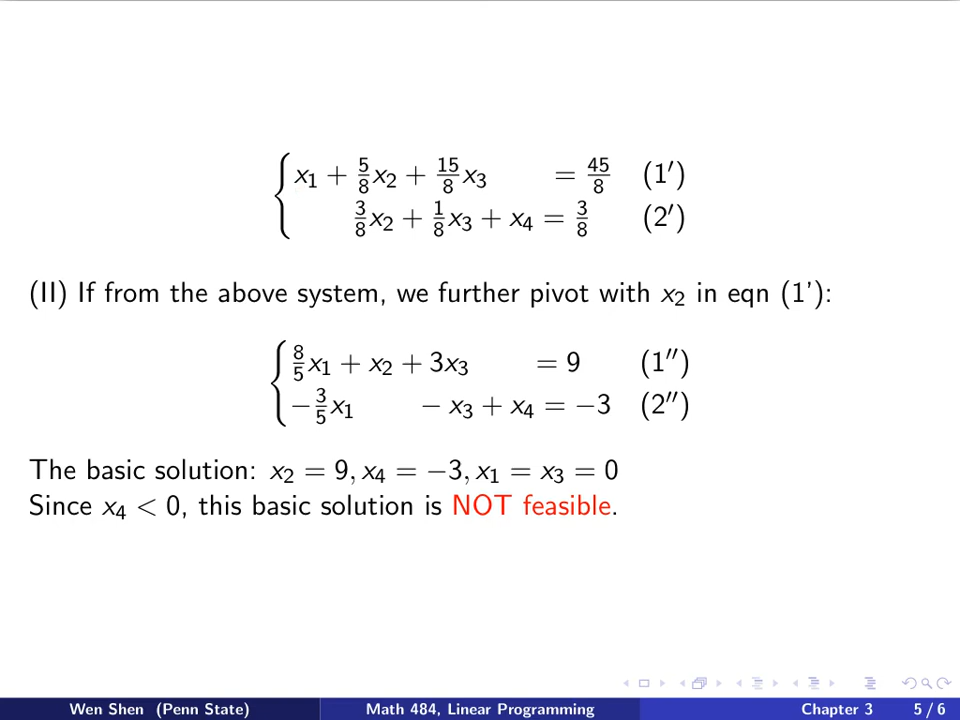 x₁ + 5/8 x₂ + 15/8 x₃ = 45/8 (1′)
3/8 x₂ + 1/8 x₃ + x₄ = 3/8 (2′)
(II) If from the above system, we further pivot with x₂ in eqn (1'):
8/5 x₁ + x₂ + 3x₃ = 9 (1′′)
−3/5 x₁ − x₃ + x₄ = −3 (2′′)
The basic solution: x₂ = 9, x₄ = −3, x₁ = x₃ = 0
Since x₄ < 0, this basic solution is NOT feasible.
Wen Shen (Penn State) Math 484, Linear Programming Chapter 3 5 / 6